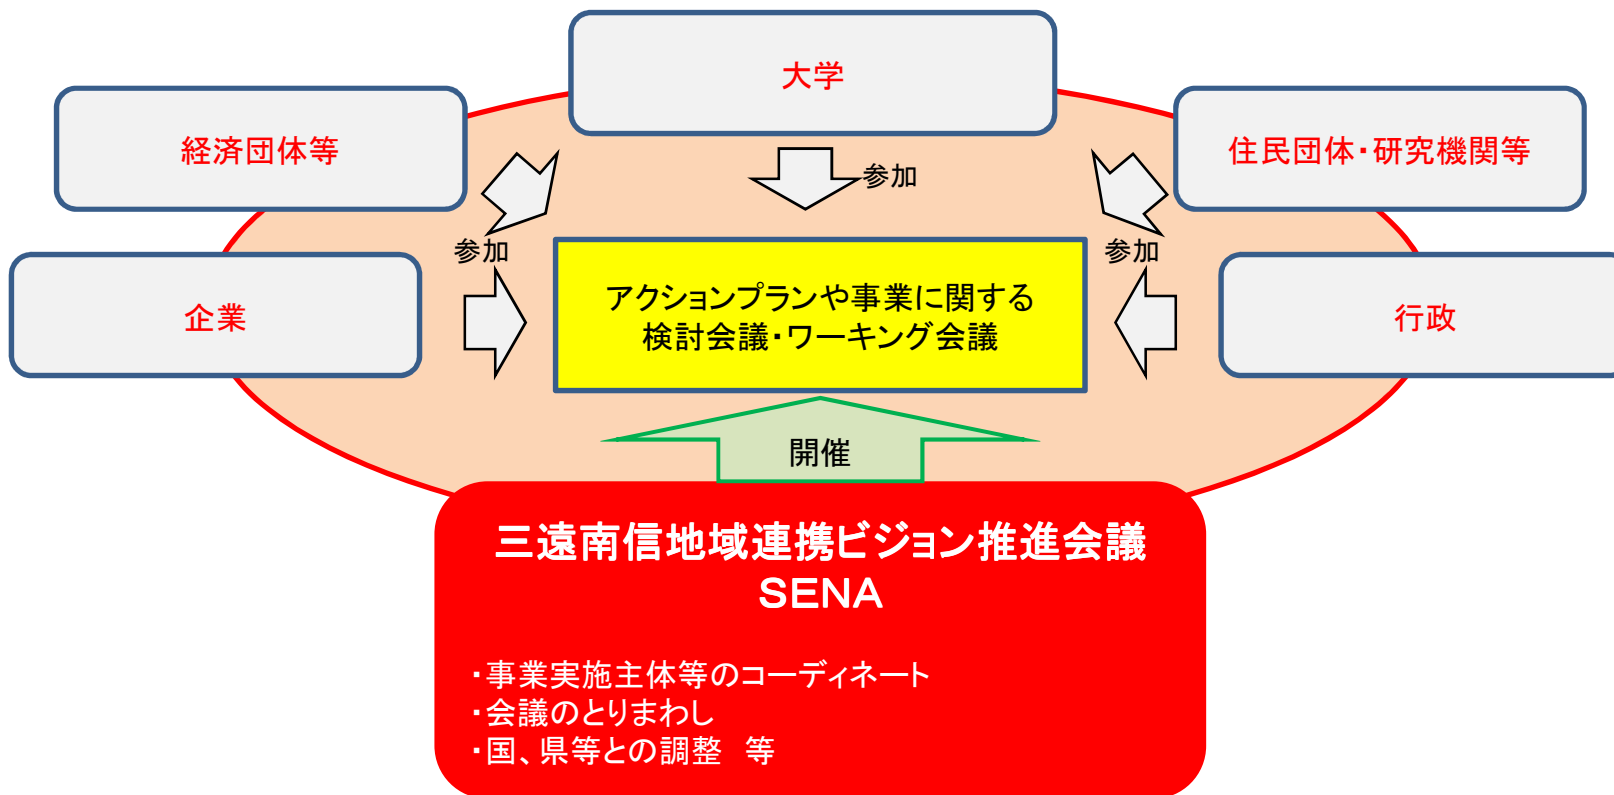 大学
経済団体等
住民団体・研究機関等
参加
参加
参加
企業
アクションプランや事業に関する
検討会議・ワーキング会議
行政
開催
三遠南信地域連携ビジョン推進会議
SENA
・事業実施主体等のコーディネート
・会議のとりまわし
・国、県等との調整　等